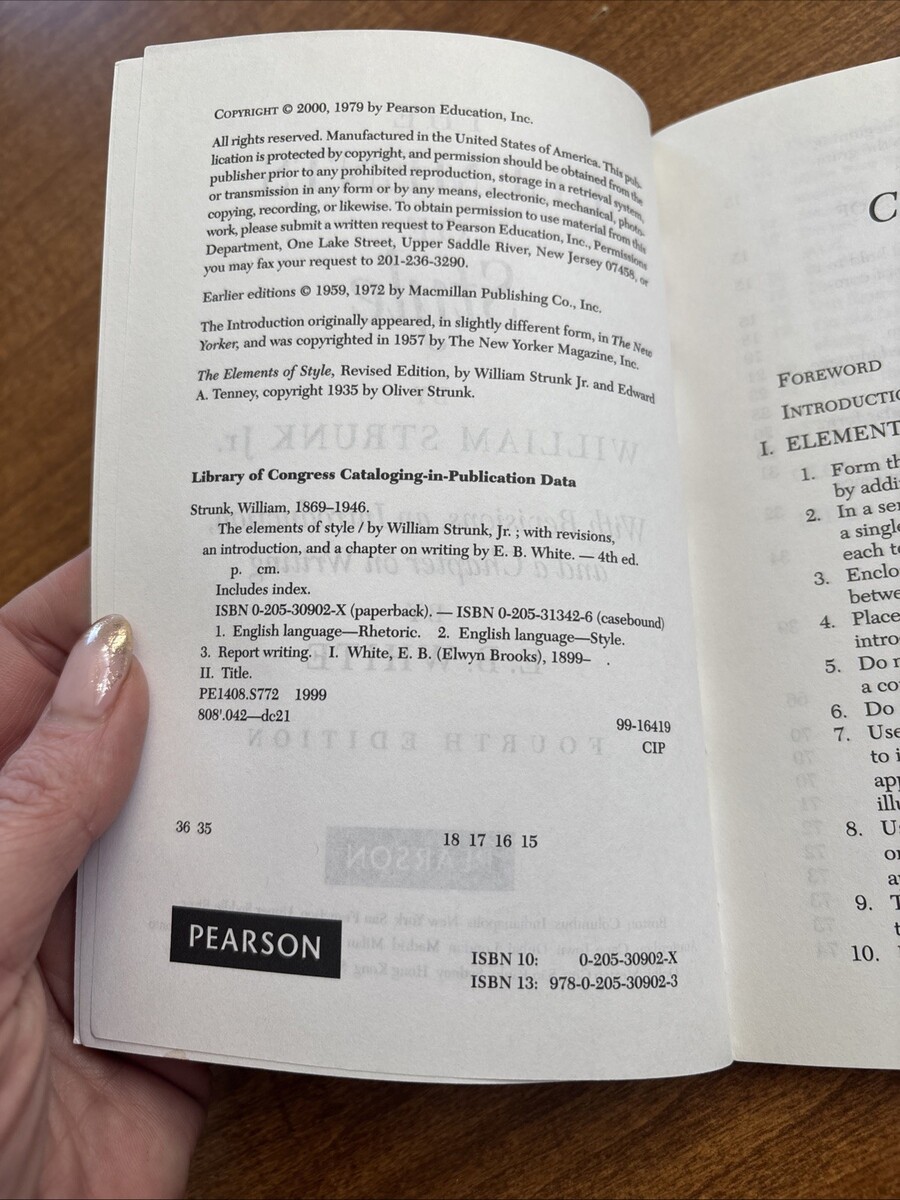 COPYRIGHT © 2000, 1979 by Pearson Education, Inc.
All rights reserved. Manufactured in the United States of America. This pub-
lication is protected by copyright, and permission should be obtained from the
publisher prior to any prohibited reproduction, storage in a retrieval system,
or transmission in any form or by any means, electronic, mechanical, photo-
copying, recording, or likewise. To obtain permission to use material from this
work, please submit a written request to Pearson Education, Inc., Permissions
Department, One Lake Street, Upper Saddle River, New Jersey 07458, or
you may fax your request to 201-236-3290.
Earlier editions © 1959, 1972 by Macmillan Publishing Co., Inc.
The Introduction originally appeared, in slightly different form, in The New
Yorker, and was copyrighted in 1957 by The New Yorker Magazine, Inc.
The Elements of Style, Revised Edition, by William Strunk Jr. and Edward
A. Tenney, copyright 1935 by Oliver Strunk.
Library of Congress Cataloging-in-Publication Data
Strunk, William, 1869–1946.
The elements of style / by William Strunk, Jr. ; with revisions,
an introduction, and a chapter on writing by E. B. White. — 4th ed.
p. cm.
Includes index.
ISBN 0-205-30902-X (paperback). — ISBN 0-205-31342-6 (casebound)
1. English language—Rhetoric. 2. English language—Style.
3. Report writing. I. White, E. B. (Elwyn Brooks), 1899– .
II. Title.
PE1408.S772 1999
808'.042—dc21
99-16419
CIP
36 35 18 17 16 15
PEARSON
ISBN 10: 0-205-30902-X
ISBN 13: 978-0-205-30902-3
C
FOREWORD
INTRODUCTIO
I. ELEMENT
1. Form th
by addi
2. In a se
a single
each t
3. Enclo
betwe
4. Place
intro
5. Do n
a co
6. Do
7. Use
to i
app
illu
8. U
o
a
9. T
t
10.